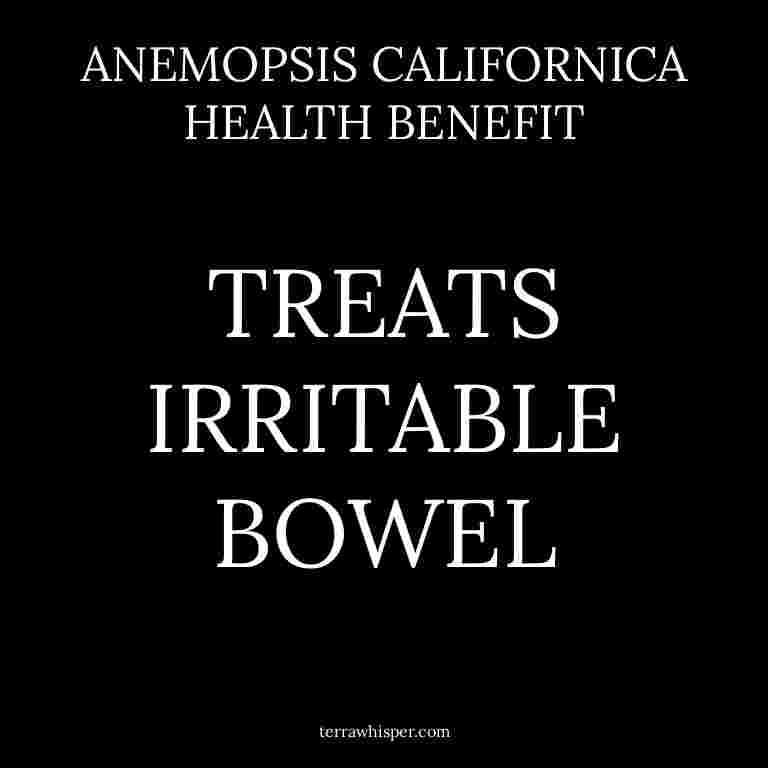 ANEMOPSIS CALIFORNICA
HEALTH BENEFIT
TREATS
IRRITABLE
BOWEL
terrawhisper.com